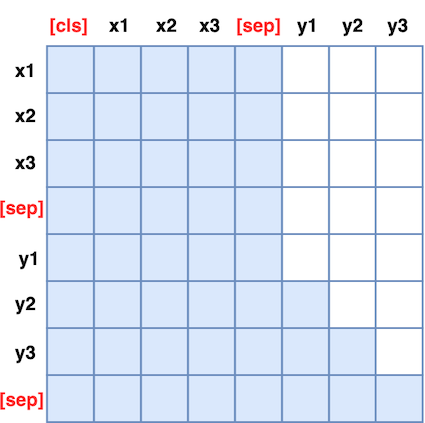 [cls] x1 x2 x3 [sep] y1 y2 y3
x1
x2
x3
[sep]
y1
y2
y3
[sep]